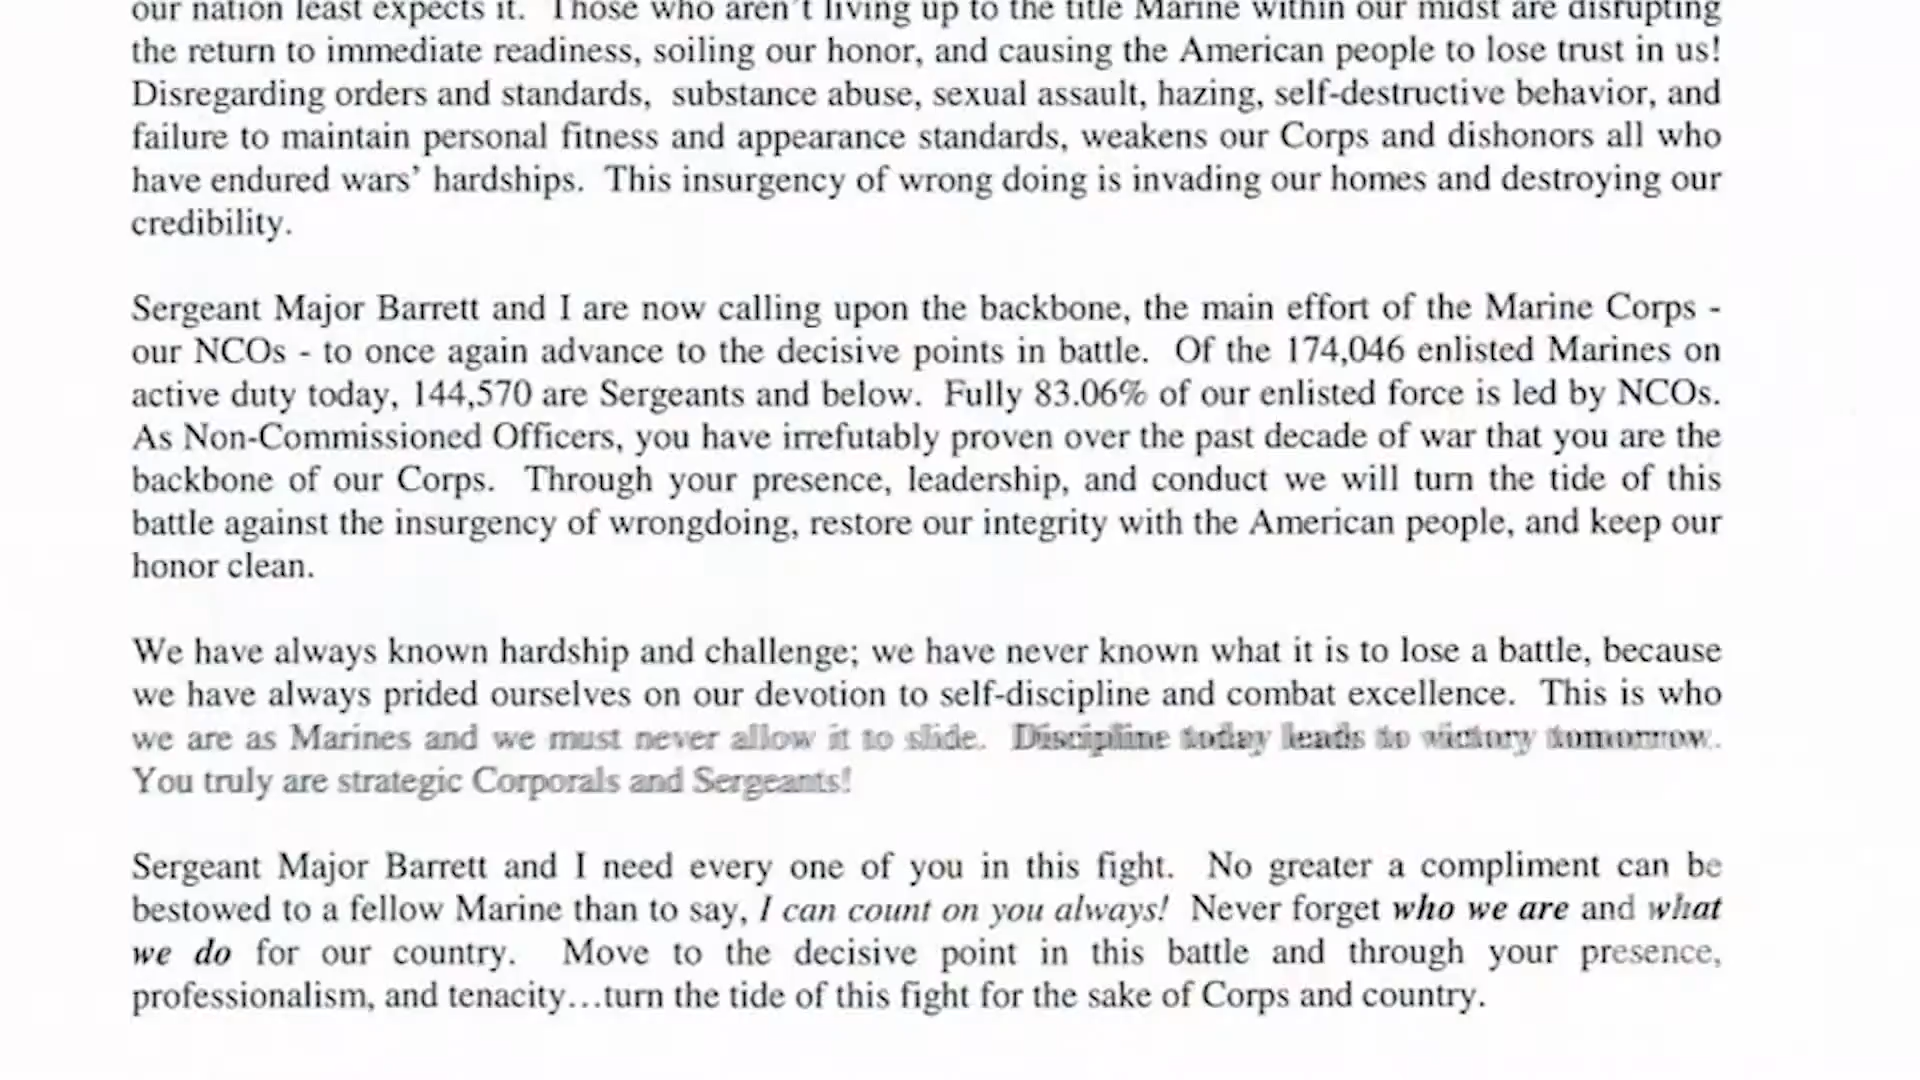 our nation least expects it.  Those who aren't living up to the title Marine within our midst are disrupting
the return to immediate readiness, soiling our honor, and causing the American people to lose trust in us!
Disregarding orders and standards,  substance abuse, sexual assault, hazing, self-destructive behavior, and
failure to maintain personal fitness and appearance standards, weakens our Corps and dishonors all who
have endured wars' hardships.  This insurgency of wrong doing is invading our homes and destroying our
credibility.
Sergeant Major Barrett and I are now calling upon the backbone, the main effort of the Marine Corps -
our NCOs - to once again advance to the decisive points in battle.  Of the 174,046 enlisted Marines on
active duty today, 144,570 are Sergeants and below.  Fully 83.06% of our enlisted force is led by NCOs.
As Non-Commissioned Officers, you have irrefutably proven over the past decade of war that you are the
backbone of our Corps.  Through your presence, leadership, and conduct we will turn the tide of this
battle against the insurgency of wrongdoing, restore our integrity with the American people, and keep our
honor clean.
We have always known hardship and challenge; we have never known what it is to lose a battle, because
we have always prided ourselves on our devotion to self-discipline and combat excellence.  This is who
we are as Marines and we must never allow it to slide.  Discipline today leads to victory tomorrow.
You truly are strategic Corporals and Sergeants!
Sergeant Major Barrett and I need every one of you in this fight.  No greater a compliment can be
bestowed to a fellow Marine than to say, I can count on you always!  Never forget who we are and what
we do for our country.  Move to the decisive point in this battle and through your presence,
professionalism, and tenacity…turn the tide of this fight for the sake of Corps and country.